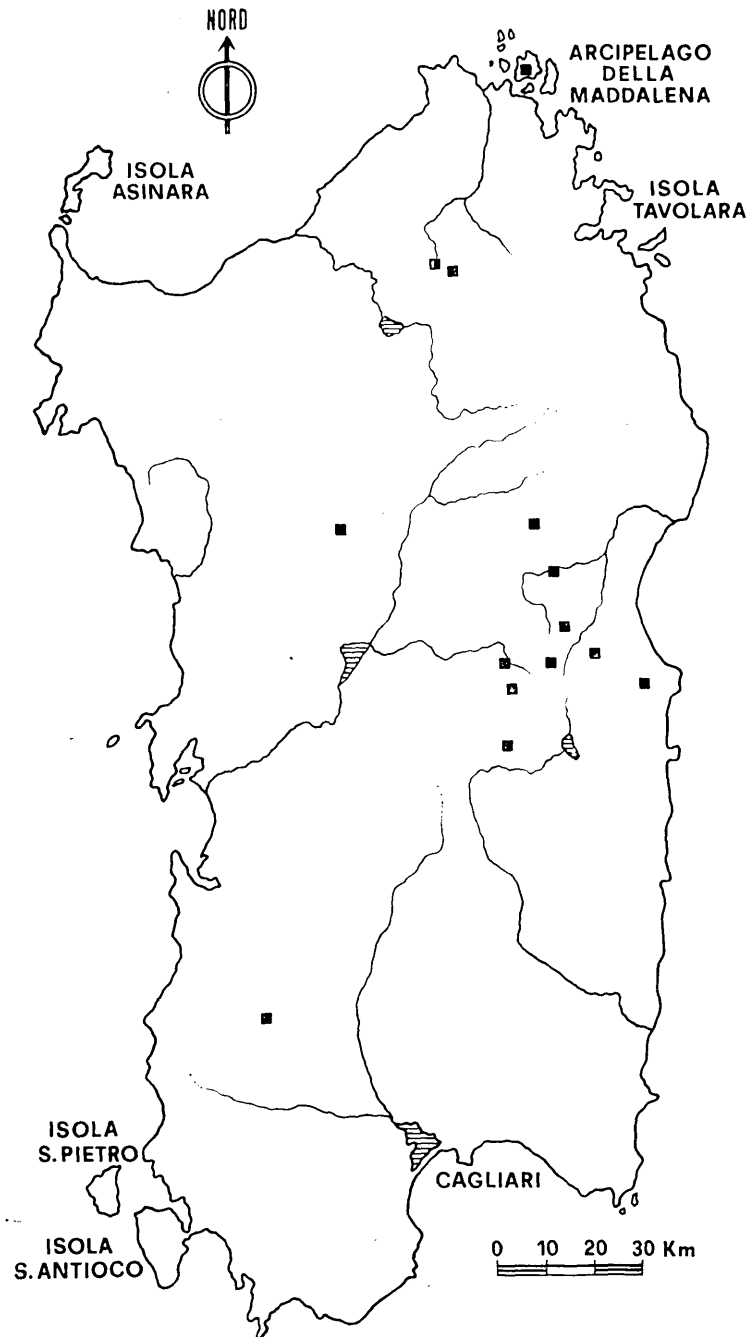 NORD
ARCIPELAGO
DELLA
MADDALENA
ISOLA
ASINARA
ISOLA
TAVOLARA
ISOLA
S.PIETRO
CAGLIARI
ISOLA
S.ANTIOCO
0 10 20 30 Km